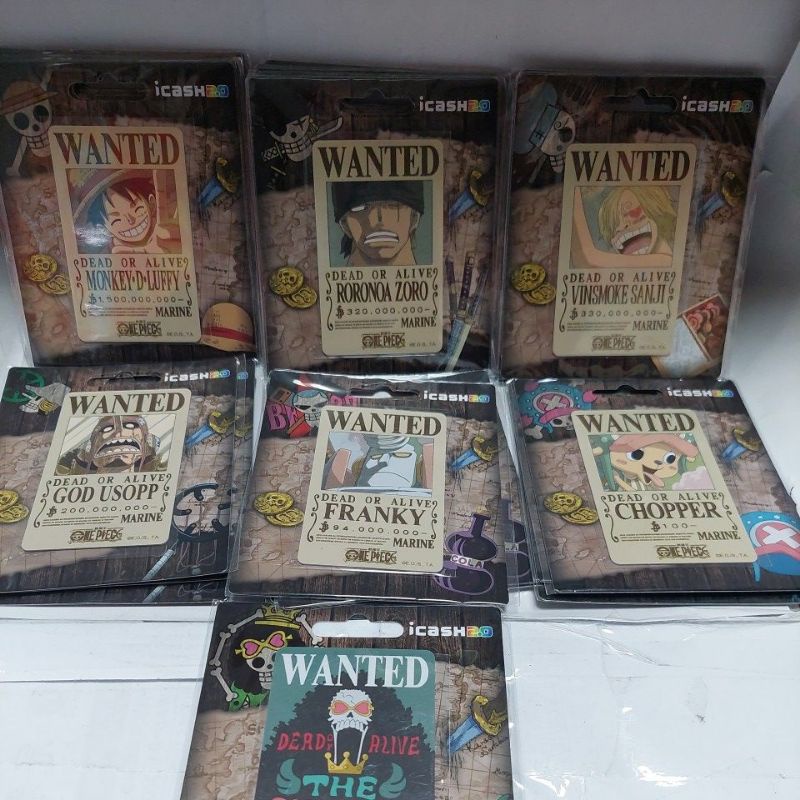 icash2.0
WANTED
DEAD OR ALIVE
MONKEY·D·LUFFY
฿1,500,000,000-
MARINE
ONE PIECE
©E.O./S.,T.A.
icash2.0
WANTED
DEAD OR ALIVE
RORONOA ZORO
฿320,000,000-
MARINE
ONE PIECE
©E.O./S.,T.A.
icash2.0
WANTED
DEAD OR ALIVE
VINSMOKE SANJI
฿330,000,000-
MARINE
ONE PIECE
©E.O./S.,T.A.
icash2.0
WANTED
DEAD OR ALIVE
GOD USOPP
฿200,000,000-
MARINE
ONE PIECE
©E.O./S.,T.A.
icash2.0
WANTED
DEAD OR ALIVE
FRANKY
฿94,000,000-
MARINE
ONE PIECE
©E.O./S.,T.A.
COLA
icash2.0
WANTED
DEAD OR ALIVE
CHOPPER
฿100-
MARINE
ONE PIECE
©E.O./S.,T.A.
icash2.0
WANTED
DEAD OR ALIVE
THE